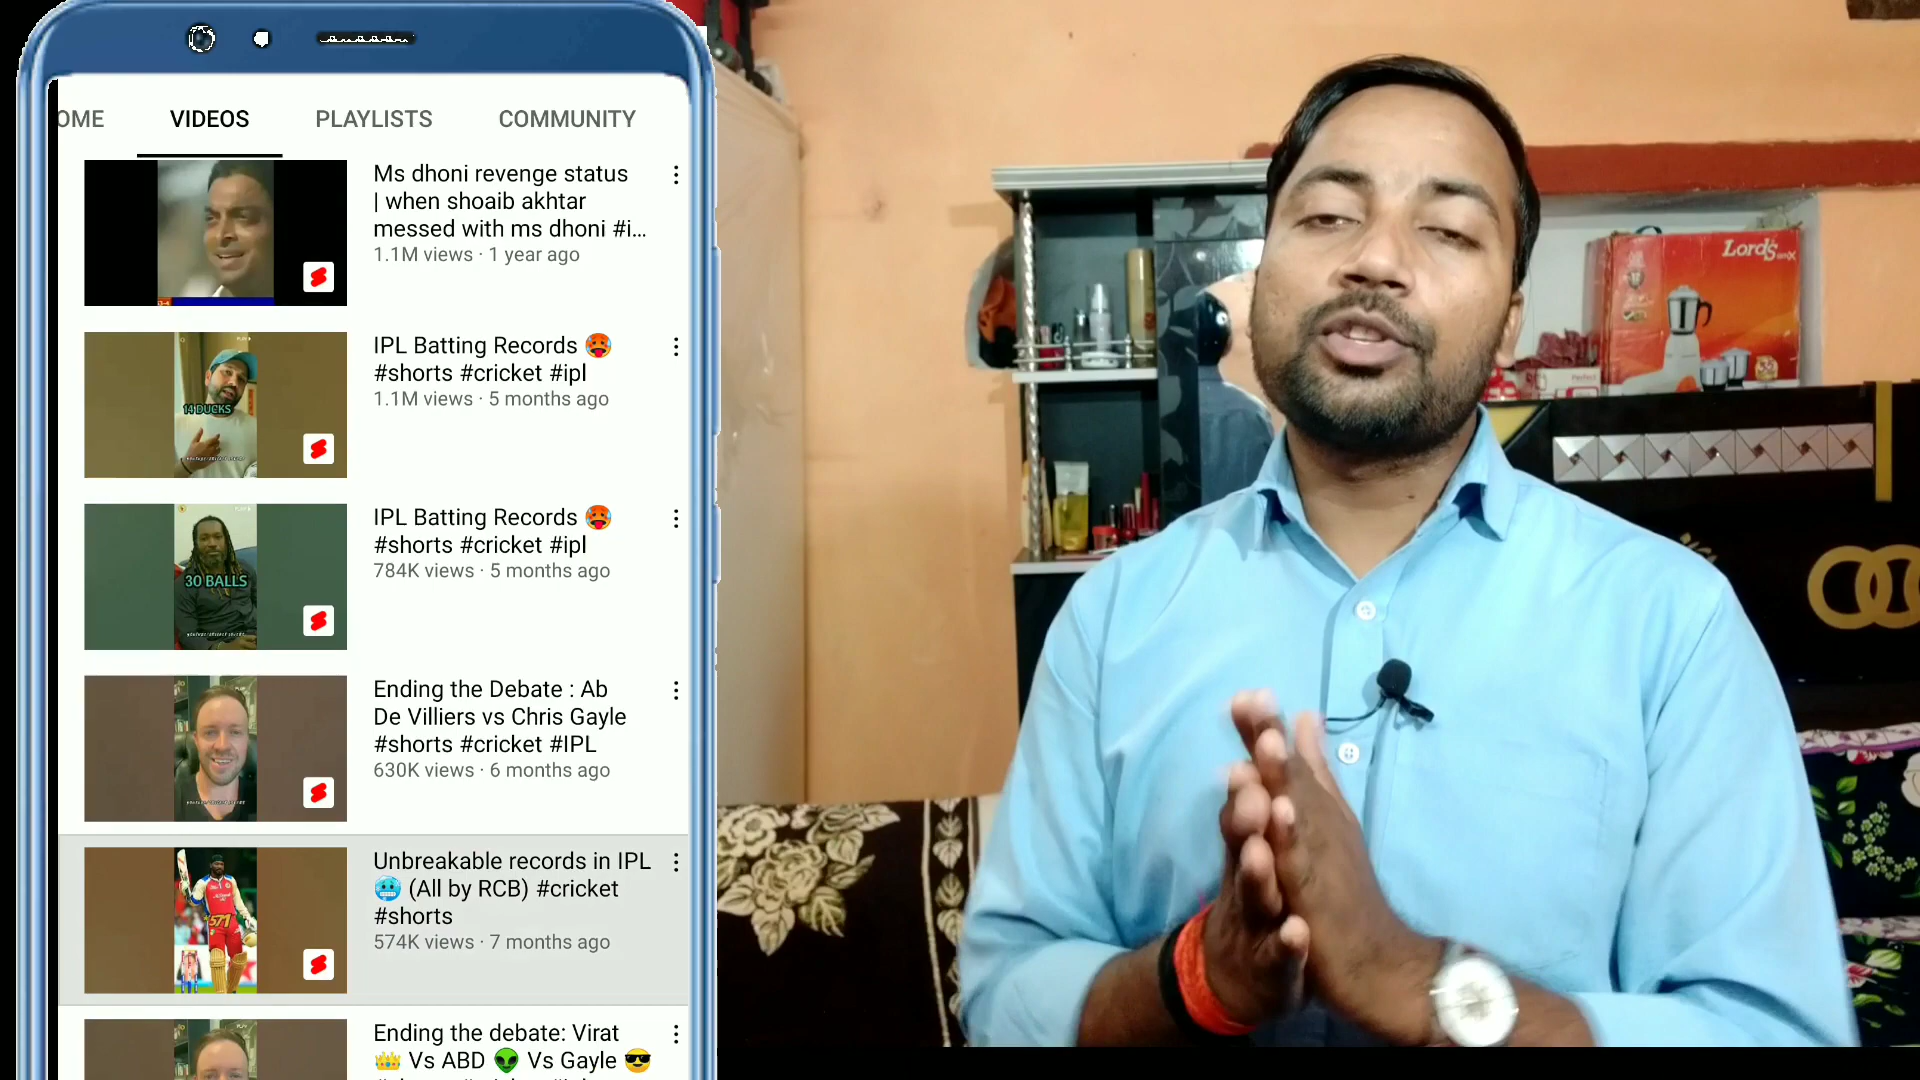 OME VIDEOS PLAYLISTS COMMUNITY
Ms dhoni revenge status
| when shoaib akhtar
messed with ms dhoni #i...
1.1M views · 1 year ago
14 DUCKS
IPL Batting Records 🥵
#shorts #cricket #ipl
1.1M views · 5 months ago
30 BALLS
IPL Batting Records 🥵
#shorts #cricket #ipl
784K views · 5 months ago
Ending the Debate : Ab
De Villiers vs Chris Gayle
#shorts #cricket #IPL
630K views · 6 months ago
Unbreakable records in IPL
🥶 (All by RCB) #cricket
#shorts
574K views · 7 months ago
Ending the debate: Virat
👑 Vs ABD 👽 Vs Gayle 😎
Lord's
Perfect